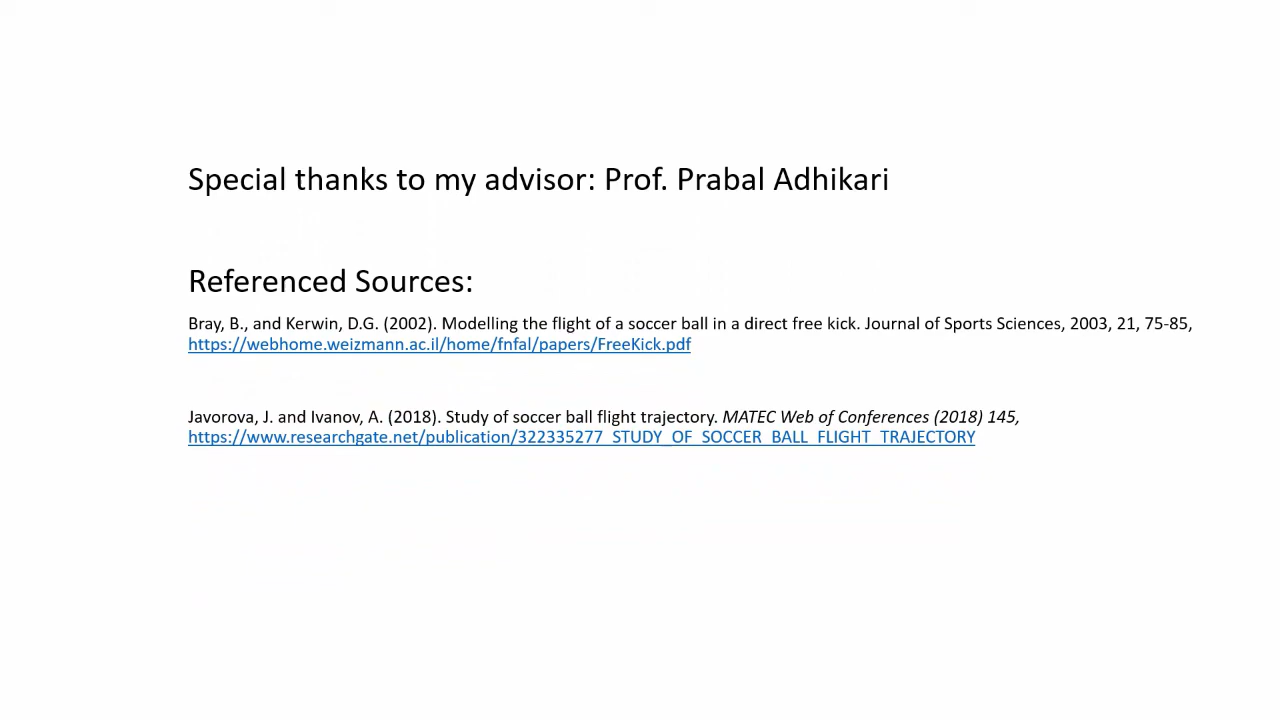 Special thanks to my advisor: Prof. Prabal Adhikari
Referenced Sources:
Bray, B., and Kerwin, D.G. (2002). Modelling the flight of a soccer ball in a direct free kick. Journal of Sports Sciences, 2003, 21, 75-85,
https://webhome.weizmann.ac.il/home/fnfal/papers/FreeKick.pdf
Javorova, J. and Ivanov, A. (2018). Study of soccer ball flight trajectory. MATEC Web of Conferences (2018) 145,
https://www.researchgate.net/publication/322335277_STUDY_OF_SOCCER_BALL_FLIGHT_TRAJECTORY